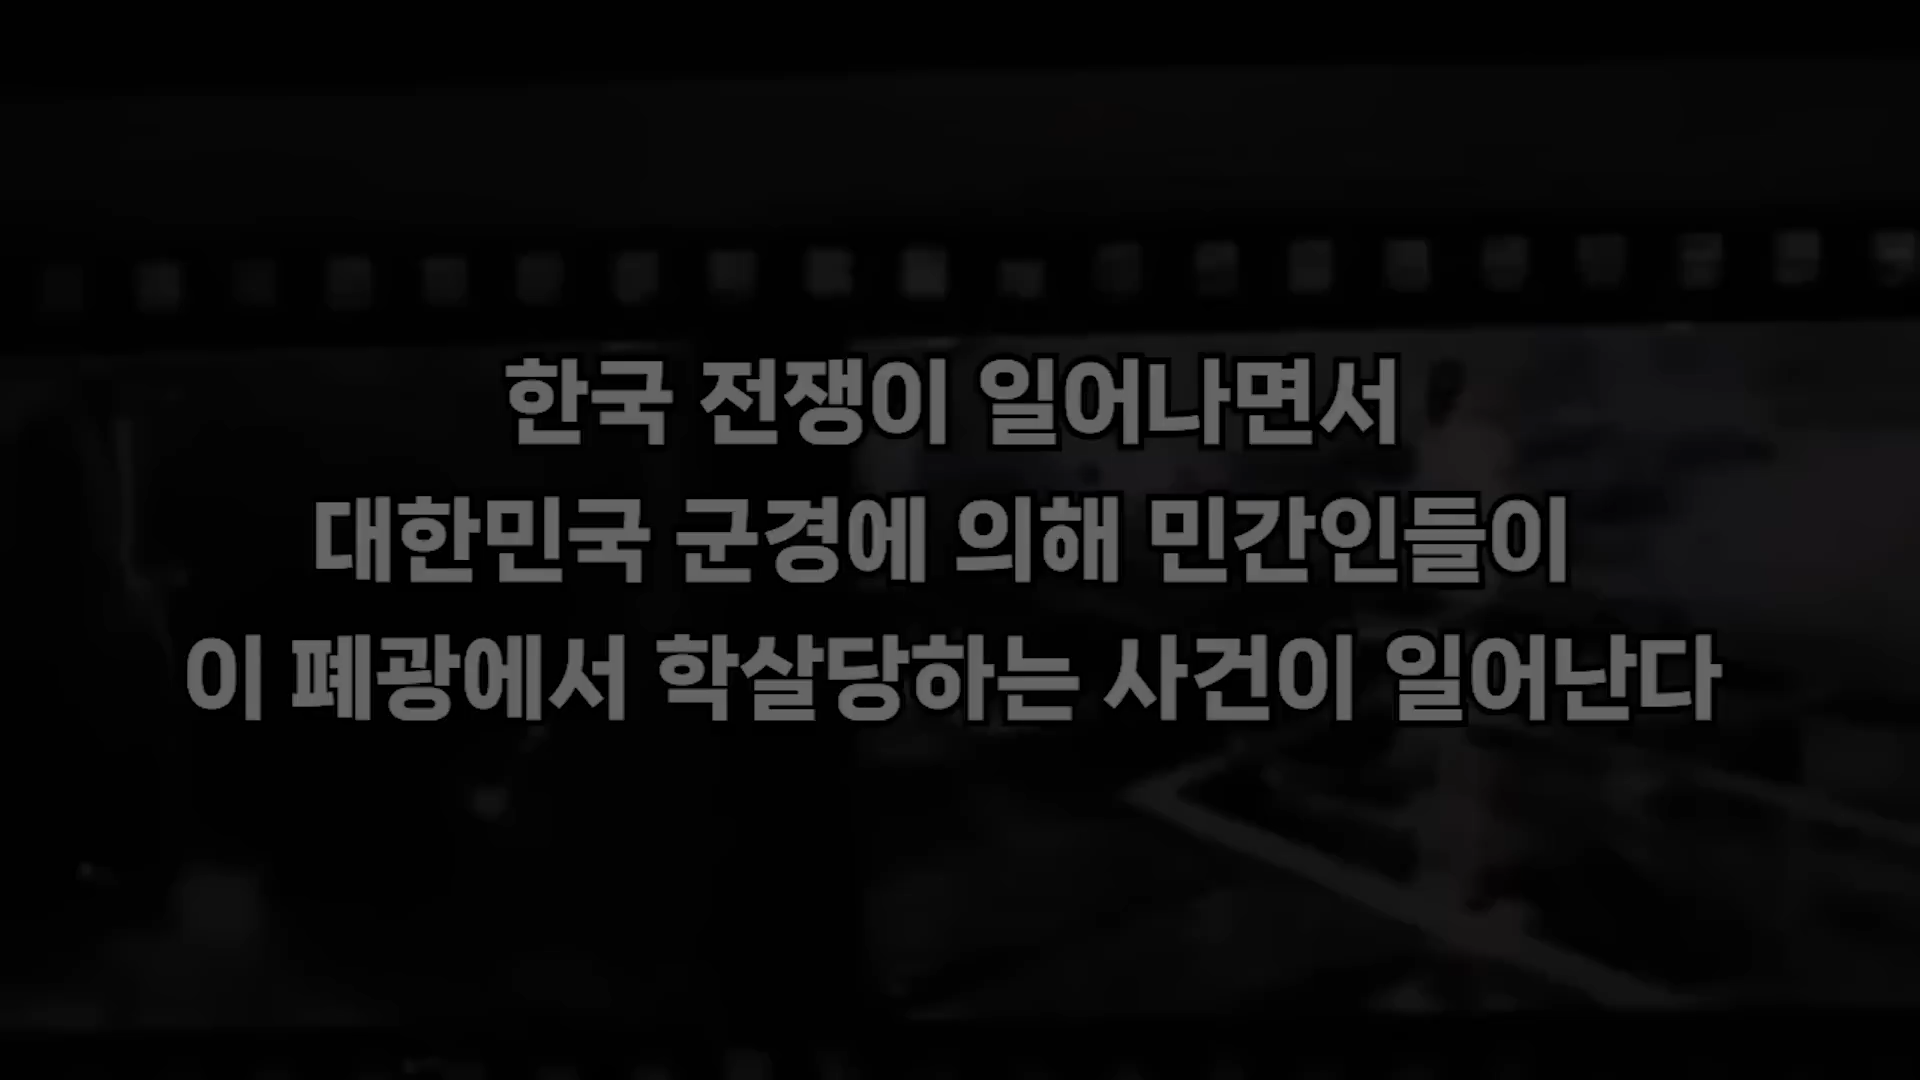 한국 전쟁이 일어나면서
대한민국 군경에 의해 민간인들이
이 폐광에서 학살당하는 사건이 일어난다